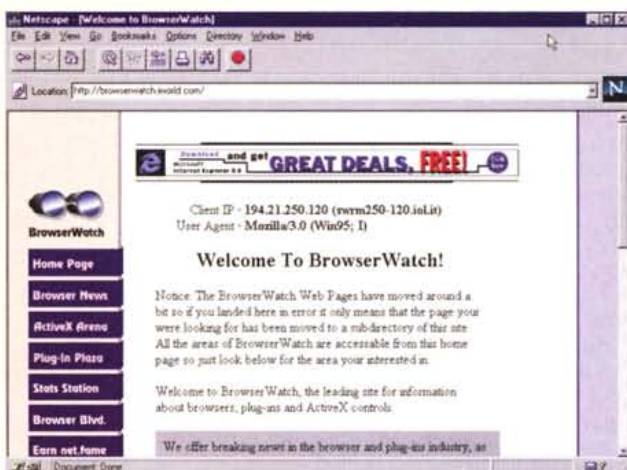 Netscape - [Welcome to BrowserWatch]
File Edit View Go Bookmarks Options Directory Window Help
Location: http://browserwatch.iworld.com/
N
Download and get GREAT DEALS, FREE!
Microsoft
Internet Explorer 3.0
Client IP - 194.21.250.120 (swrm250-120.iol.it)
User Agent - Mozilla/3.0 (Win95; I)
BrowserWatch
Welcome To BrowserWatch!
Home Page
Browser News
ActiveX Arena
Plug-In Plaza
Stats Station
Browser Blvd.
Earn net.fame
Notice: The BrowserWatch Web Pages have moved around a
bit so if you landed here in error it only means that the page your
were looking for has been moved to a subdirectory of this site
All the areas of BrowserWatch are accessable from this home
page so just look below for the area your interested in.
Welcome to BrowserWatch, the leading site for information
about browsers, plug-ins and ActiveX controls.
We offer breaking news in the browser and plug-ins industry, as
Document Done